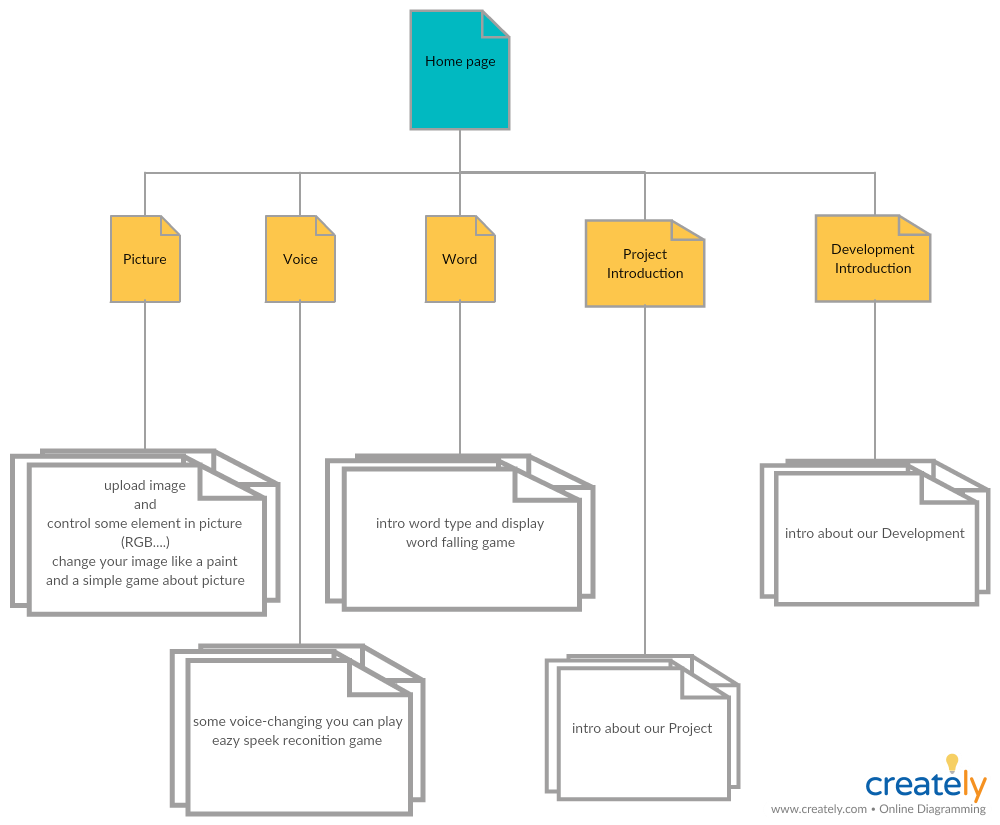 Home page
Picture
Voice
Word
Project
Introduction
Development
Introduction
upload image
and
control some element in picture
(RGB....)
change your image like a paint
and a simple game about picture
intro word type and display
word falling game
intro about our Development
some voice-changing you can play
eazy speek reconition game
intro about our Project
creately
www.creately.com • Online Diagramming